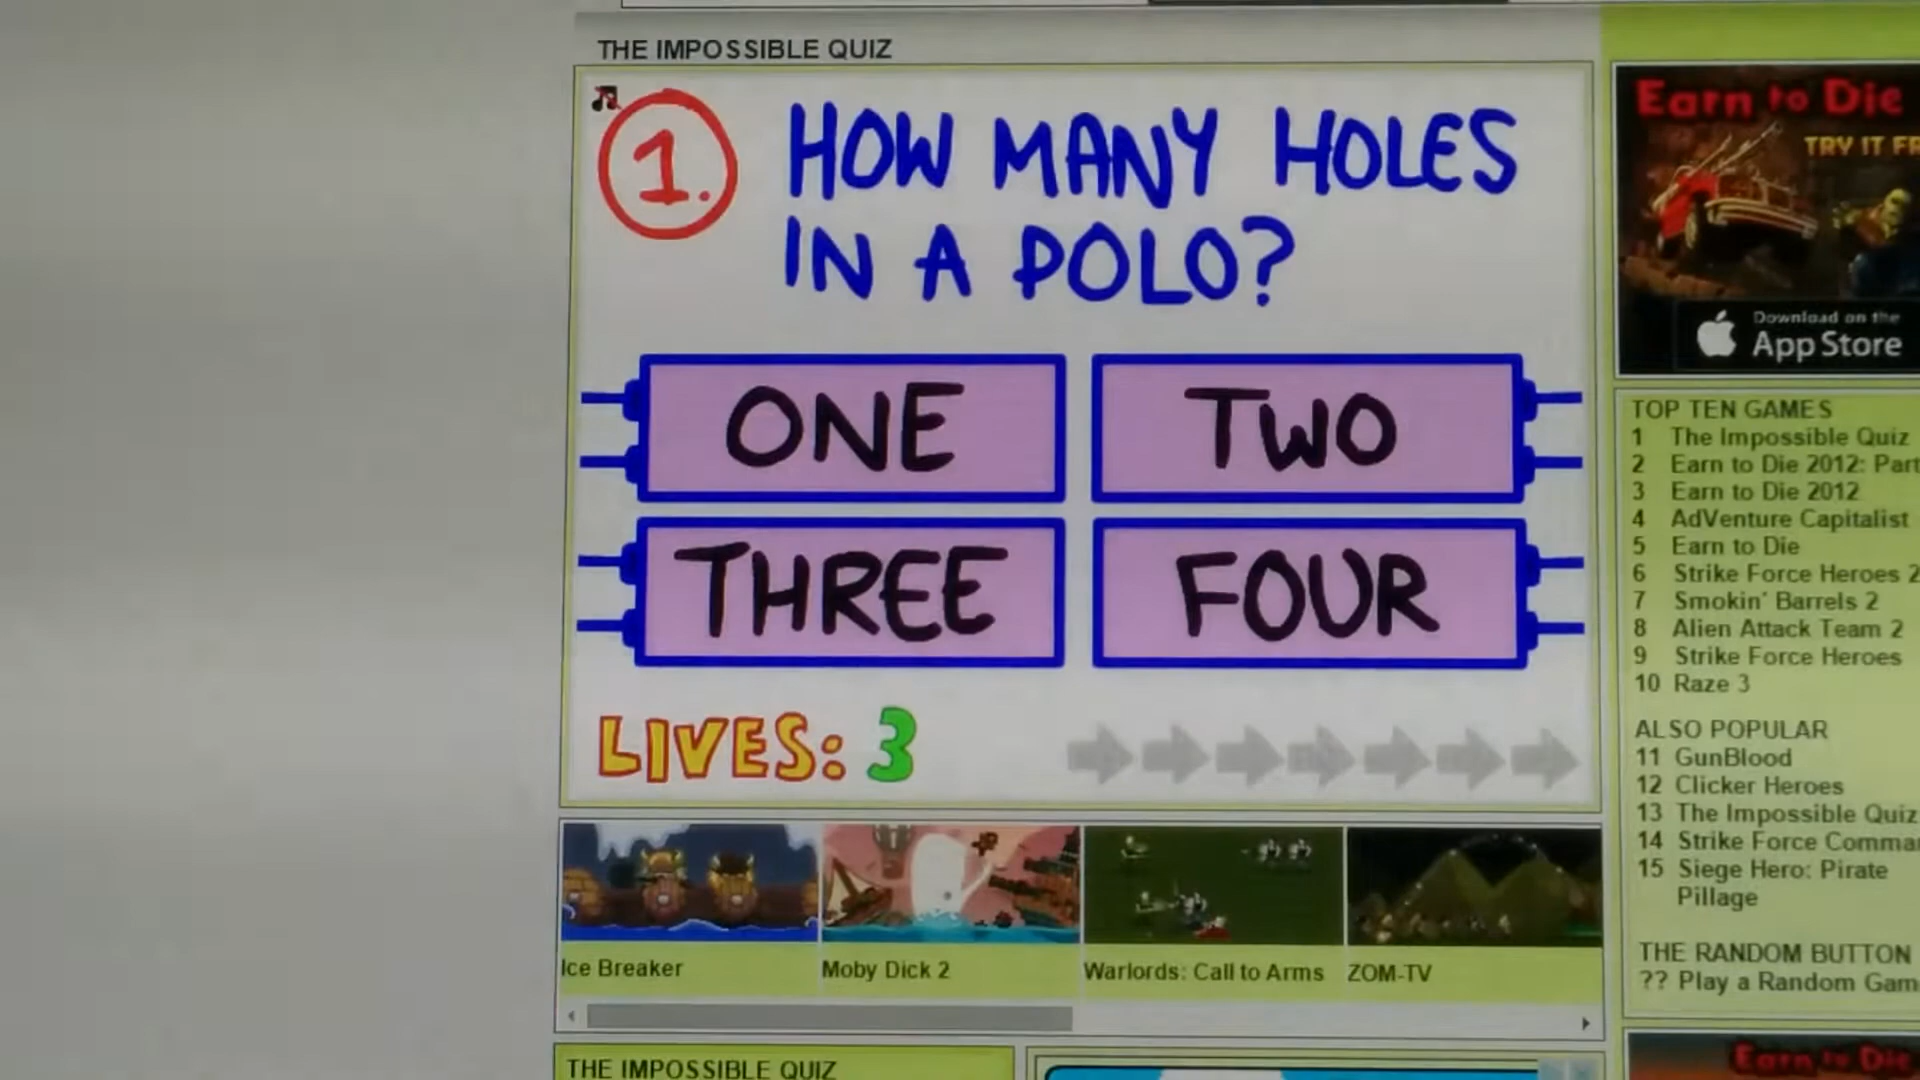 THE IMPOSSIBLE QUIZ
1. HOW MANY HOLES
IN A POLO?
ONE
TWO
THREE
FOUR
LIVES: 3
Ice Breaker
Moby Dick 2
Warlords: Call to Arms
ZOM-TV
THE IMPOSSIBLE QUIZ
Earn to Die
TRY IT FR
Download on the
App Store
TOP TEN GAMES
1 The Impossible Quiz
2 Earn to Die 2012: Part
3 Earn to Die 2012
4 AdVenture Capitalist
5 Earn to Die
6 Strike Force Heroes 2
7 Smokin' Barrels 2
8 Alien Attack Team 2
9 Strike Force Heroes
10 Raze 3
ALSO POPULAR
11 GunBlood
12 Clicker Heroes
13 The Impossible Quiz
14 Strike Force Comma
15 Siege Hero: Pirate
Pillage
THE RANDOM BUTTON
?? Play a Random Gam
Earn to Die